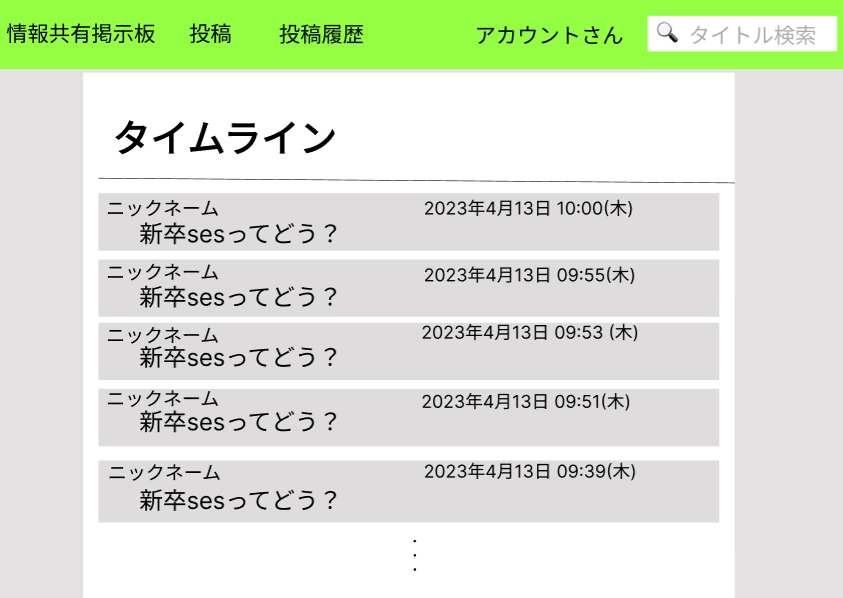 情報共有掲示板 投稿 投稿履歴 アカウントさん タイトル検索
タイムライン
ニックネーム 2023年4月13日 10:00(木)
新卒sesってどう？
ニックネーム 2023年4月13日 09:55(木)
新卒sesってどう？
ニックネーム 2023年4月13日 09:53 (木)
新卒sesってどう？
ニックネーム 2023年4月13日 09:51(木)
新卒sesってどう？
ニックネーム 2023年4月13日 09:39(木)
新卒sesってどう？